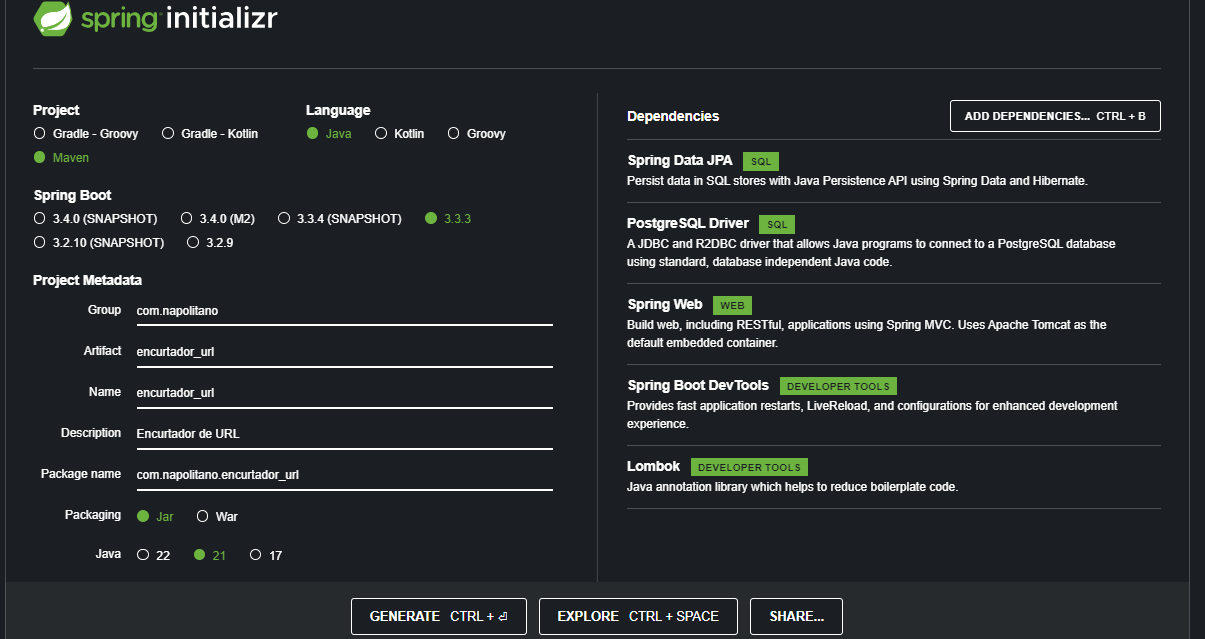 spring initializr
Project
Gradle - Groovy Gradle - Kotlin
Maven
Language
Java Kotlin Groovy
Spring Boot
3.4.0 (SNAPSHOT) 3.4.0 (M2) 3.3.4 (SNAPSHOT) 3.3.3
3.2.10 (SNAPSHOT) 3.2.9
Project Metadata
Group com.napolitano
Artifact encurtador_url
Name encurtador_url
Description Encurtador de URL
Package name com.napolitano.encurtador_url
Packaging Jar War
Java 22 21 17
Dependencies ADD DEPENDENCIES... CTRL + B
Spring Data JPA SQL
Persist data in SQL stores with Java Persistence API using Spring Data and Hibernate.
PostgreSQL Driver SQL
A JDBC and R2DBC driver that allows Java programs to connect to a PostgreSQL database
using standard, database independent Java code.
Spring Web WEB
Build web, including RESTful, applications using Spring MVC. Uses Apache Tomcat as the
default embedded container.
Spring Boot DevTools DEVELOPER TOOLS
Provides fast application restarts, LiveReload, and configurations for enhanced development
experience.
Lombok DEVELOPER TOOLS
Java annotation library which helps to reduce boilerplate code.
GENERATE CTRL + ⏎ EXPLORE CTRL + SPACE SHARE...